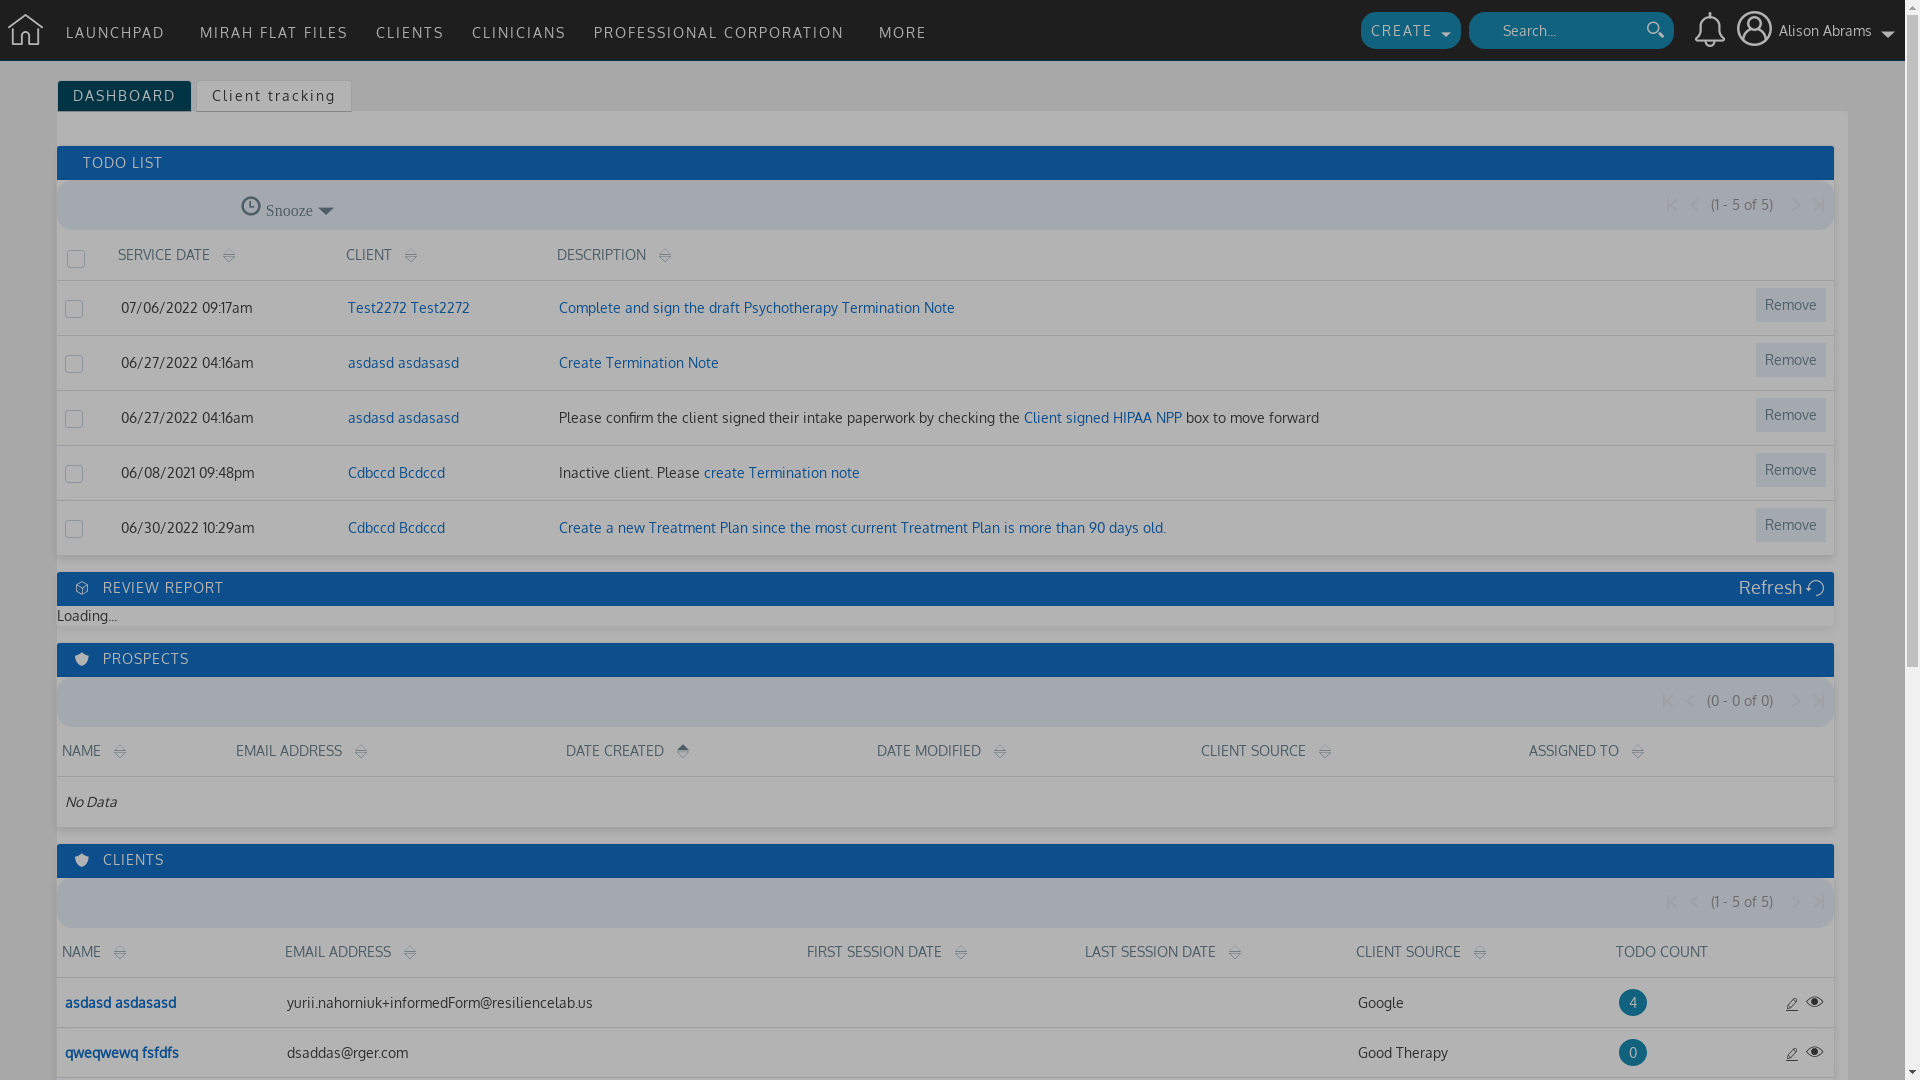 LAUNCHPAD MIRAH FLAT FILES CLIENTS CLINICIANS PROFESSIONAL CORPORATION MORE CREATE Search... Alison Abrams
DASHBOARD Client tracking
TODO LIST
Snooze (1 - 5 of 5)
SERVICE DATE CLIENT DESCRIPTION
07/06/2022 09:17am Test2272 Test2272 Complete and sign the draft Psychotherapy Termination Note Remove
06/27/2022 04:16am asdasd asdasasd Create Termination Note Remove
06/27/2022 04:16am asdasd asdasasd Please confirm the client signed their intake paperwork by checking the Client signed HIPAA NPP box to move forward Remove
06/08/2021 09:48pm Cdbccd Bcdccd Inactive client. Please create Termination note Remove
06/30/2022 10:29am Cdbccd Bcdccd Create a new Treatment Plan since the most current Treatment Plan is more than 90 days old. Remove
REVIEW REPORT Refresh
Loading...
PROSPECTS
(0 - 0 of 0)
NAME EMAIL ADDRESS DATE CREATED DATE MODIFIED CLIENT SOURCE ASSIGNED TO
No Data
CLIENTS
(1 - 5 of 5)
NAME EMAIL ADDRESS FIRST SESSION DATE LAST SESSION DATE CLIENT SOURCE TODO COUNT
asdasd asdasasd yurii.nahorniuk+informedForm@resiliencelab.us Google 4
qweqwewq fsfdfs dsaddas@rger.com Good Therapy 0